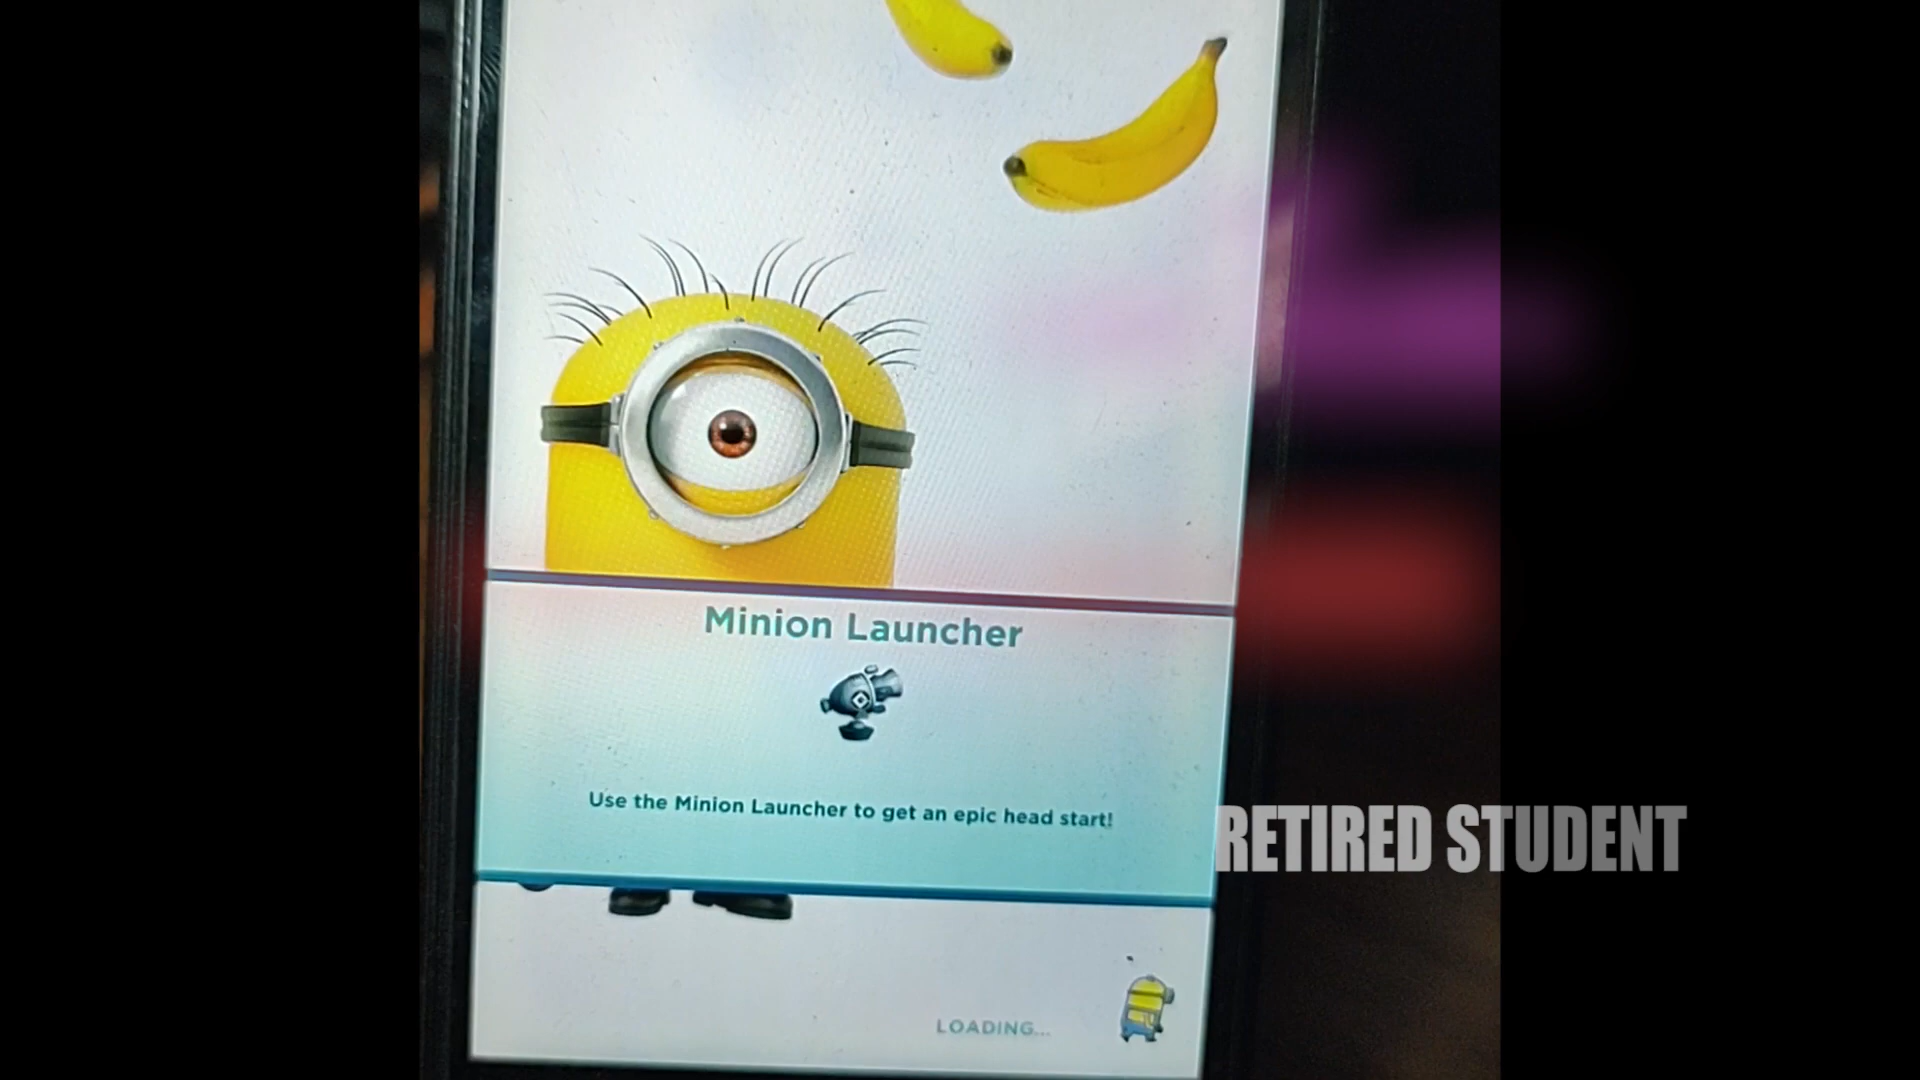 Minion Launcher
Use the Minion Launcher to get an epic head start!
RETIRED STUDENT
LOADING...